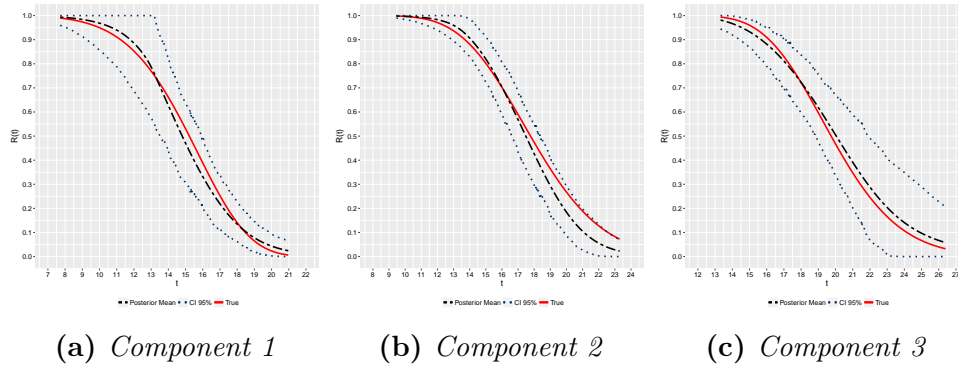 1.0
0.9
0.8
0.7
0.6
0.5
0.4
0.3
0.2
0.1
0.0
R(t)
7 8 9 10 11 12 13 14 15 16 17 18 19 20 21 22
t
Posterior Mean CI 95% True
(a) Component 1
1.0
0.9
0.8
0.7
0.6
0.5
0.4
0.3
0.2
0.1
0.0
R(t)
8 9 10 11 12 13 14 15 16 17 18 19 20 21 22 23 24
t
Posterior Mean CI 95% True
(b) Component 2
1.0
0.9
0.8
0.7
0.6
0.5
0.4
0.3
0.2
0.1
0.0
R(t)
12 13 14 15 16 17 18 19 20 21 22 23 24 25 26 27
t
Posterior Mean CI 95% True
(c) Component 3